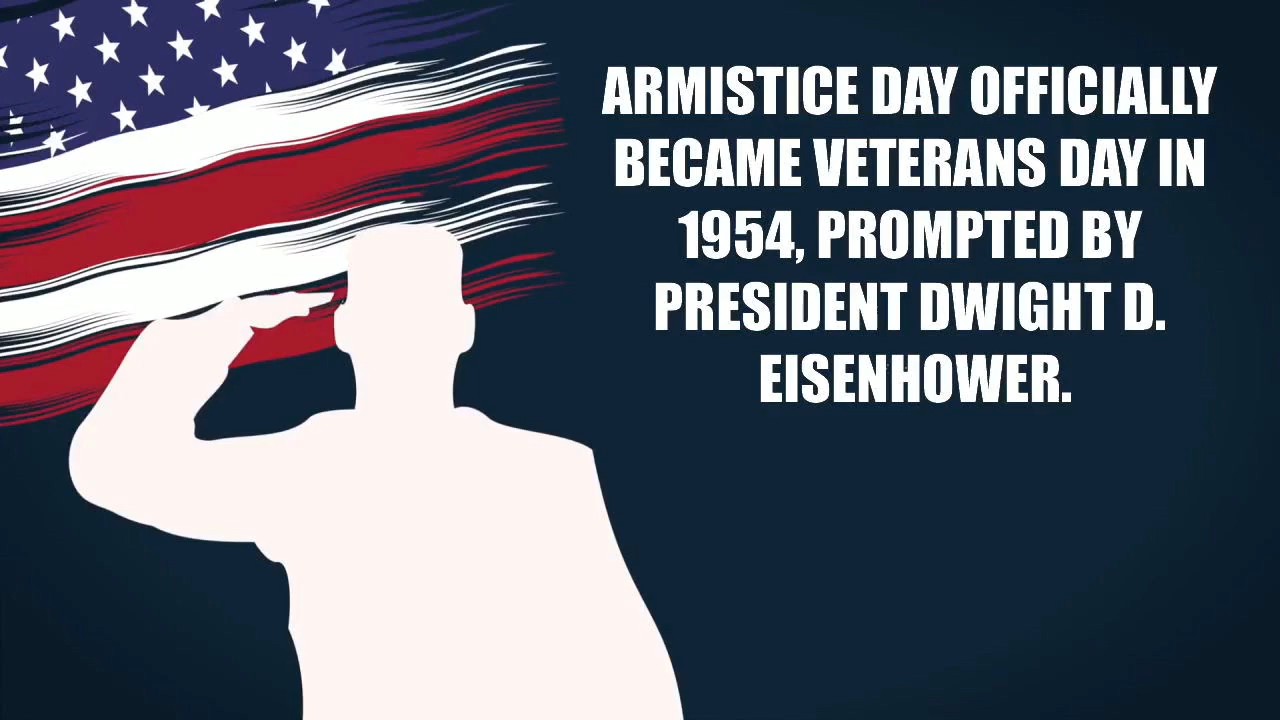 ARMISTICE DAY OFFICIALLY
BECAME VETERANS DAY IN
1954, PROMPTED BY
PRESIDENT DWIGHT D.
EISENHOWER.